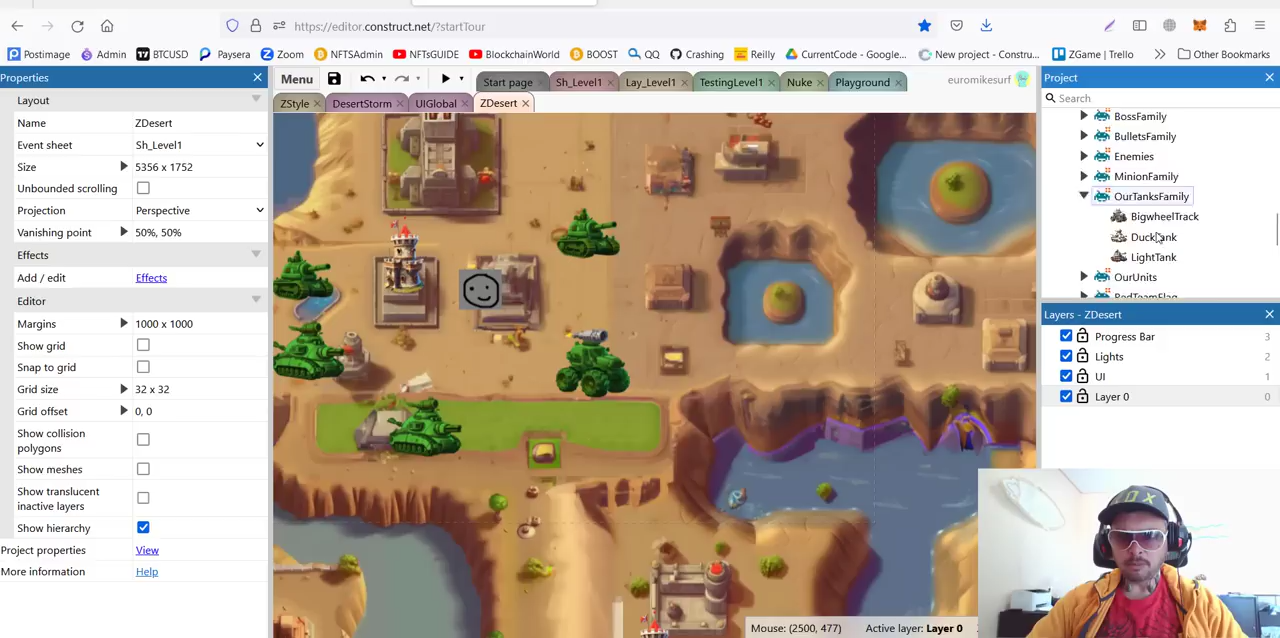 https://editor.construct.net/?startTour
Postimage Admin BTCUSD Paysera Zoom NFTSAdmin NFTsGUIDE BlockchainWorld BOOST QQ Crashing Reilly CurrentCode - Google... New project - Constru... ZGame | Trello Other Bookmarks
Properties
Menu
Start page Sh_Level1 Lay_Level1 TestingLevel1 Nuke Playground
euromikesurf
ZStyle DesertStorm UIGlobal ZDesert
Layout
Name ZDesert
Event sheet Sh_Level1
Size 5356 x 1752
Unbounded scrolling
Projection Perspective
Vanishing point 50%, 50%
Effects
Add / edit Effects
Editor
Margins 1000 x 1000
Show grid
Snap to grid
Grid size 32 x 32
Grid offset 0, 0
Show collision
polygons
Show meshes
Show translucent
inactive layers
Show hierarchy
Project properties View
More information Help
Mouse: (2500, 477) Active layer: Layer 0
Project
Search
BossFamily
BulletsFamily
Enemies
MinionFamily
OurTanksFamily
BigwheelTrack
DuckTank
LightTank
OurUnits
RedTeamFlag
Layers - ZDesert
Progress Bar 3
Lights 2
UI 1
Layer 0 0